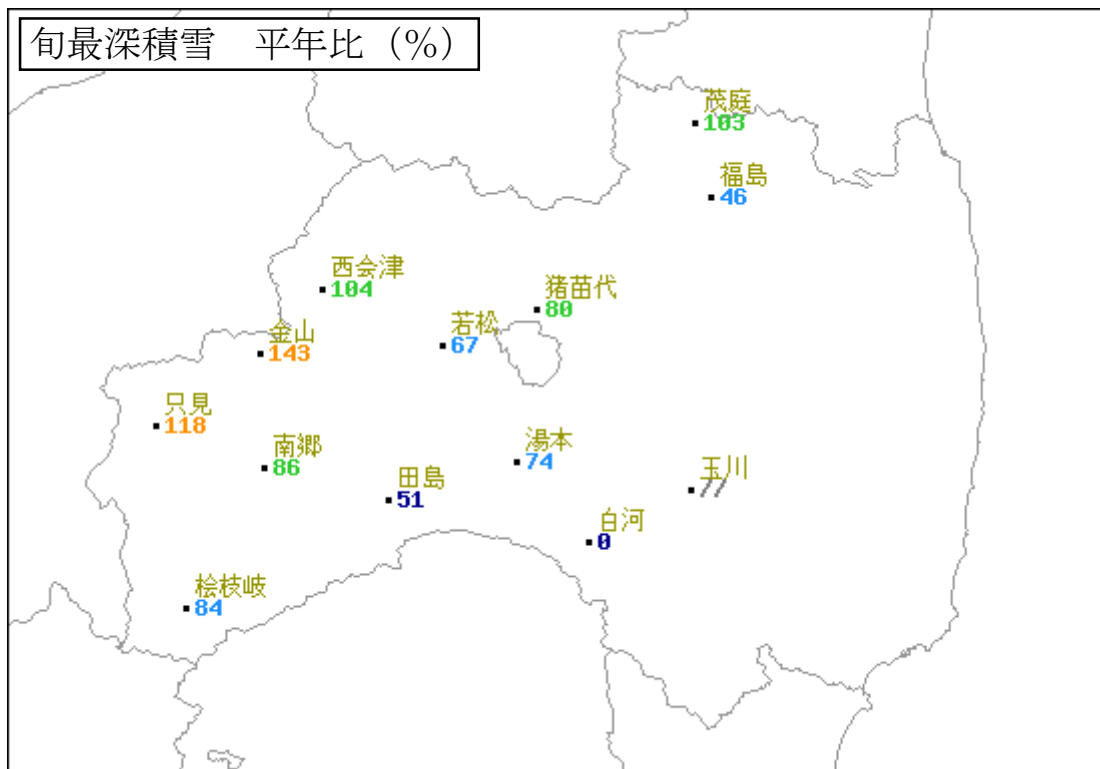 旬最深積雪　平年比（%）
茂庭
103
福島
46
西会津
104
猪苗代
80
金山
143
若松
67
只見
118
南郷
86
湯本
74
田島
51
玉川
//
白河
0
桧枝岐
84